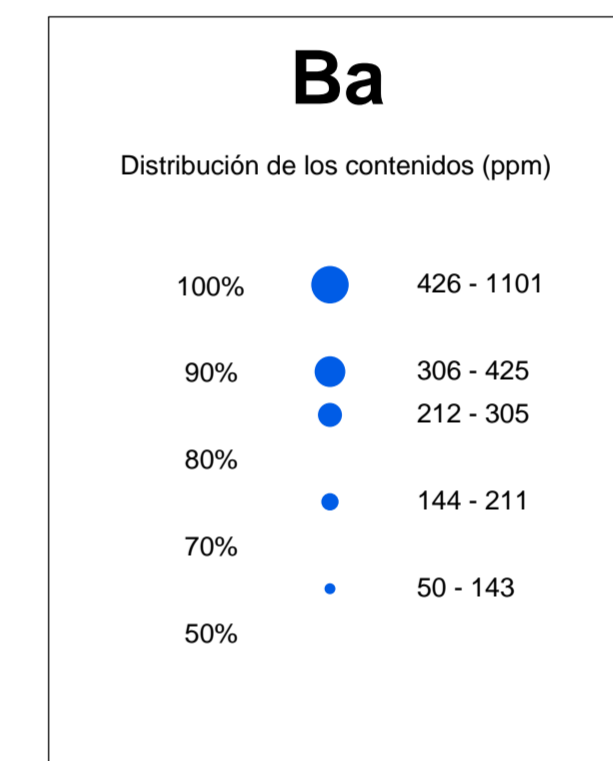 Ba
Distribución de los contenidos (ppm)
100% 426 - 1101
90% 306 - 425
212 - 305
80%
144 - 211
70%
50 - 143
50%